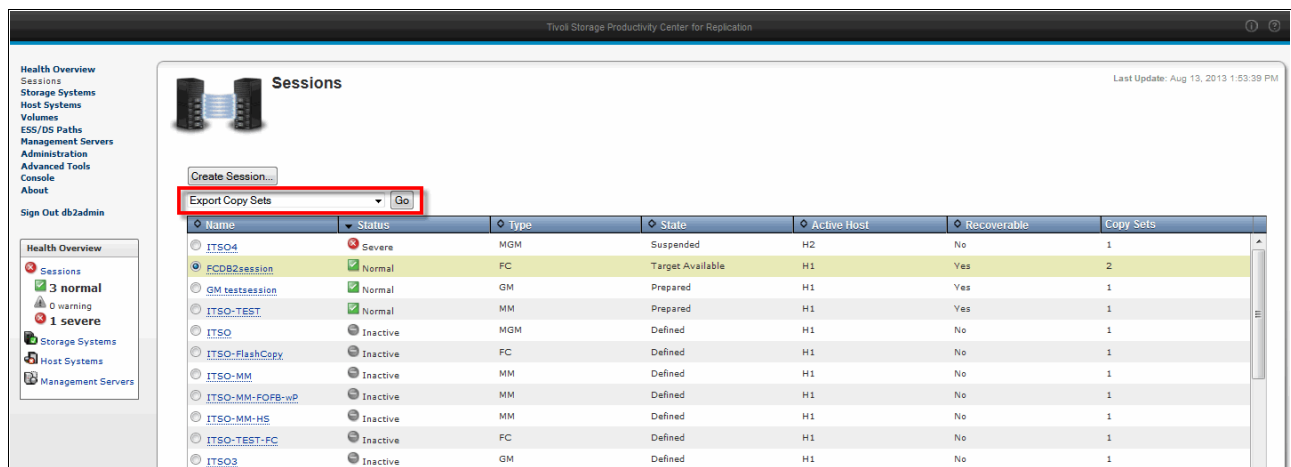 Tivoli Storage Productivity Center for Replication
Health Overview
Sessions
Storage Systems
Host Systems
Volumes
ESS/DS Paths
Management Servers
Administration
Advanced Tools
Console
About
Sign Out db2admin
Health Overview
Sessions
3 normal
0 warning
1 severe
Storage Systems
Host Systems
Management Servers
Sessions
Last Update: Aug 13, 2013 1:53:39 PM
Create Session...
Export Copy Sets Go
Name Status Type State Active Host Recoverable Copy Sets
ITSO4 Severe MGM Suspended H2 No 1
FCDB2session Normal FC Target Available H1 Yes 2
GM testsession Normal GM Prepared H1 Yes 1
ITSO-TEST Normal MM Prepared H1 Yes 1
ITSO Inactive MGM Defined H1 No 1
ITSO-FlashCopy Inactive FC Defined H1 No 1
ITSO-MM Inactive MM Defined H1 No 1
ITSO-MM-FOFB-wP Inactive MM Defined H1 No 1
ITSO-MM-HS Inactive MM Defined H1 No 1
ITSO-TEST-FC Inactive FC Defined H1 No 1
ITSO3 Inactive GM Defined H1 No 1